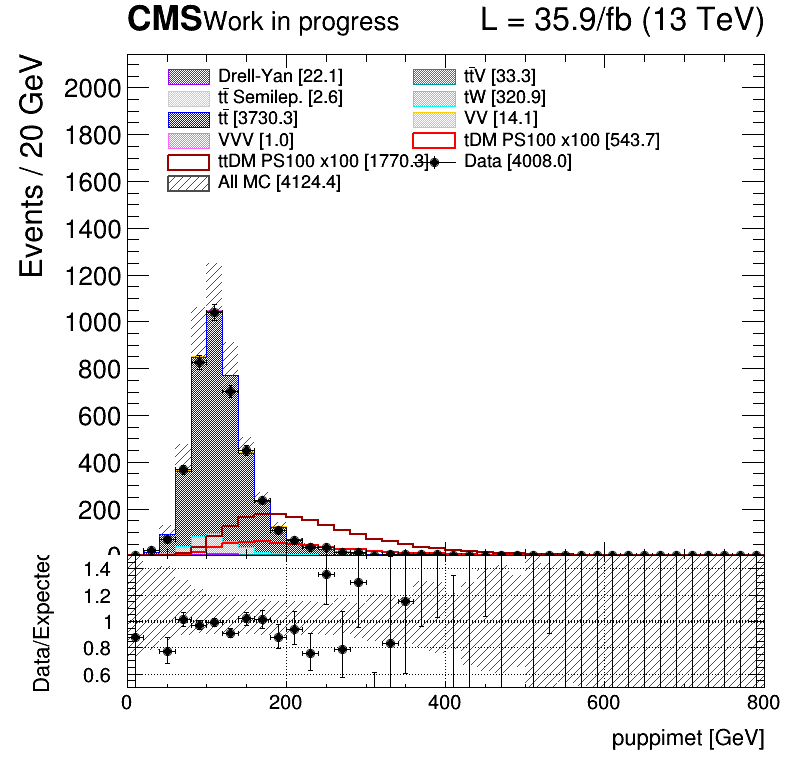 CMS Work in progress L = 35.9/fb (13 TeV)
Events / 20 GeV
2000
1800
1600
1400
1200
1000
800
600
400
200
0
Drell-Yan [22.1] tt̄V [33.3]
tt̄ Semilep. [2.6] tW [320.9]
tt̄ [3730.3] VV [14.1]
VVV [1.0] tDM PS100 x100 [543.7]
ttDM PS100 x100 [1770.3] Data [4008.0]
All MC [4124.4]
Data/Expected
1.4
1.2
1
0.8
0.6
0 200 400 600 800
puppimet [GeV]